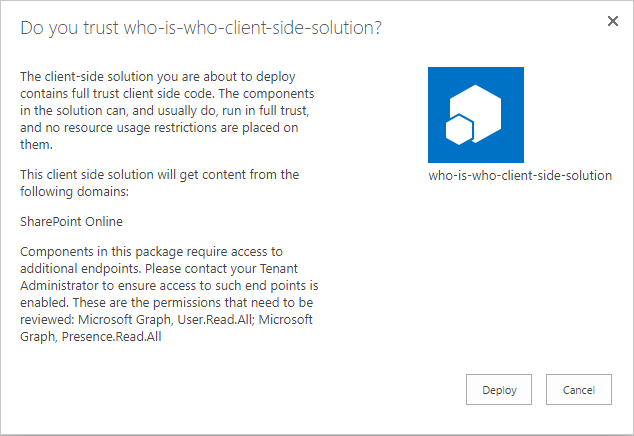 Do you trust who-is-who-client-side-solution?
The client-side solution you are about to deploy
contains full trust client side code. The components
in the solution can, and usually do, run in full trust,
and no resource usage restrictions are placed on
them.
who-is-who-client-side-solution
This client side solution will get content from the
following domains:
SharePoint Online
Components in this package require access to
additional endpoints. Please contact your Tenant
Administrator to ensure access to such end points is
enabled. These are the permissions that need to be
reviewed: Microsoft Graph, User.Read.All; Microsoft
Graph, Presence.Read.All
Deploy
Cancel